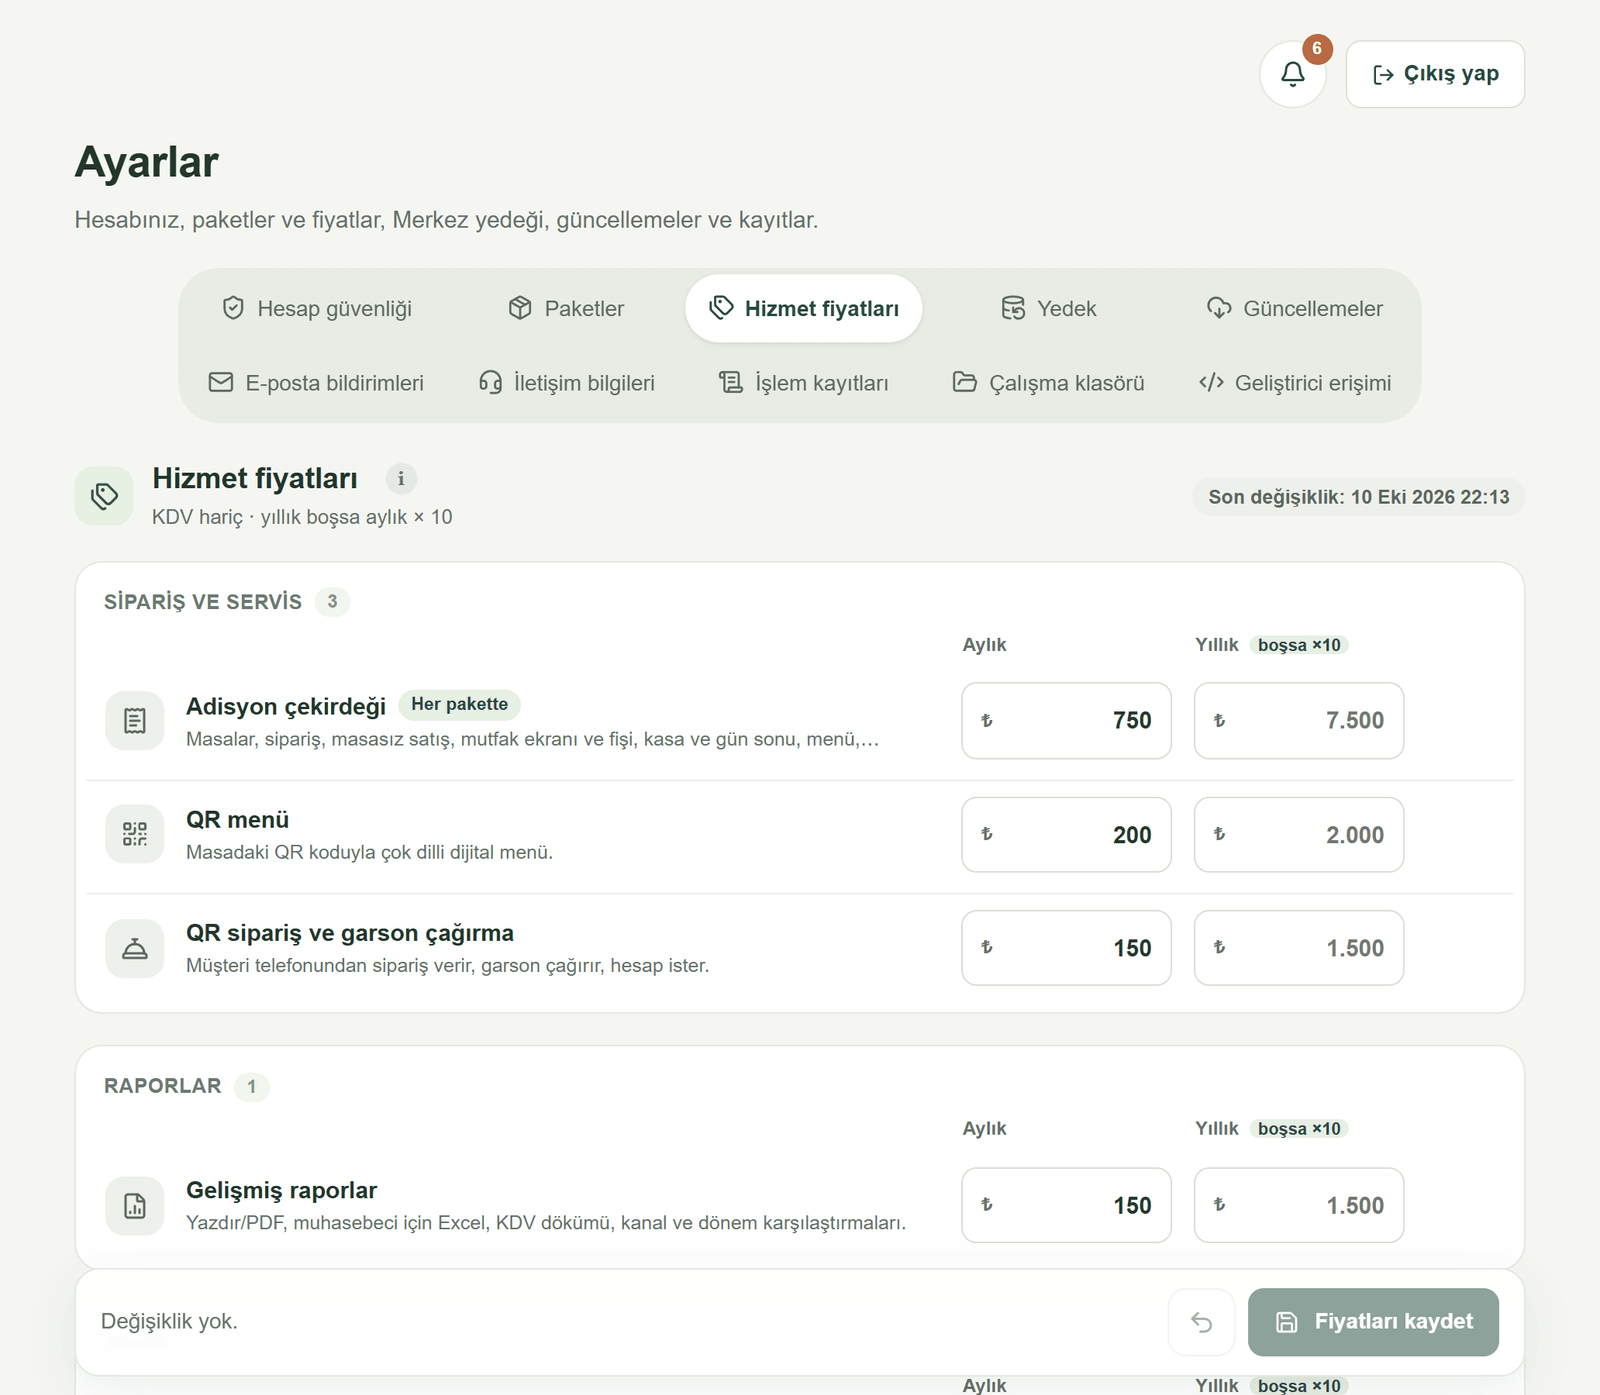 6
Çıkış yap
Ayarlar
Hesabınız, paketler ve fiyatlar, Merkez yedeği, güncellemeler ve kayıtlar.
Hesap güvenliği Paketler Hizmet fiyatları Yedek Güncellemeler
E-posta bildirimleri İletişim bilgileri İşlem kayıtları Çalışma klasörü Geliştirici erişimi
Hizmet fiyatları i
KDV hariç · yıllık boşsa aylık × 10
Son değişiklik: 10 Eki 2026 22:13
SİPARİŞ VE SERVİS 3
Aylık Yıllık boşsa ×10
Adisyon çekirdeği Her pakette
Masalar, sipariş, masasız satış, mutfak ekranı ve fişi, kasa ve gün sonu, menü,…
₺ 750 ₺ 7.500
QR menü
Masadaki QR koduyla çok dilli dijital menü.
₺ 200 ₺ 2.000
QR sipariş ve garson çağırma
Müşteri telefonundan sipariş verir, garson çağırır, hesap ister.
₺ 150 ₺ 1.500
RAPORLAR 1
Aylık Yıllık boşsa ×10
Gelişmiş raporlar
Yazdır/PDF, muhasebeci için Excel, KDV dökümü, kanal ve dönem karşılaştırmaları.
₺ 150 ₺ 1.500
Değişiklik yok.
Fiyatları kaydet
Aylık Yıllık boşsa ×10